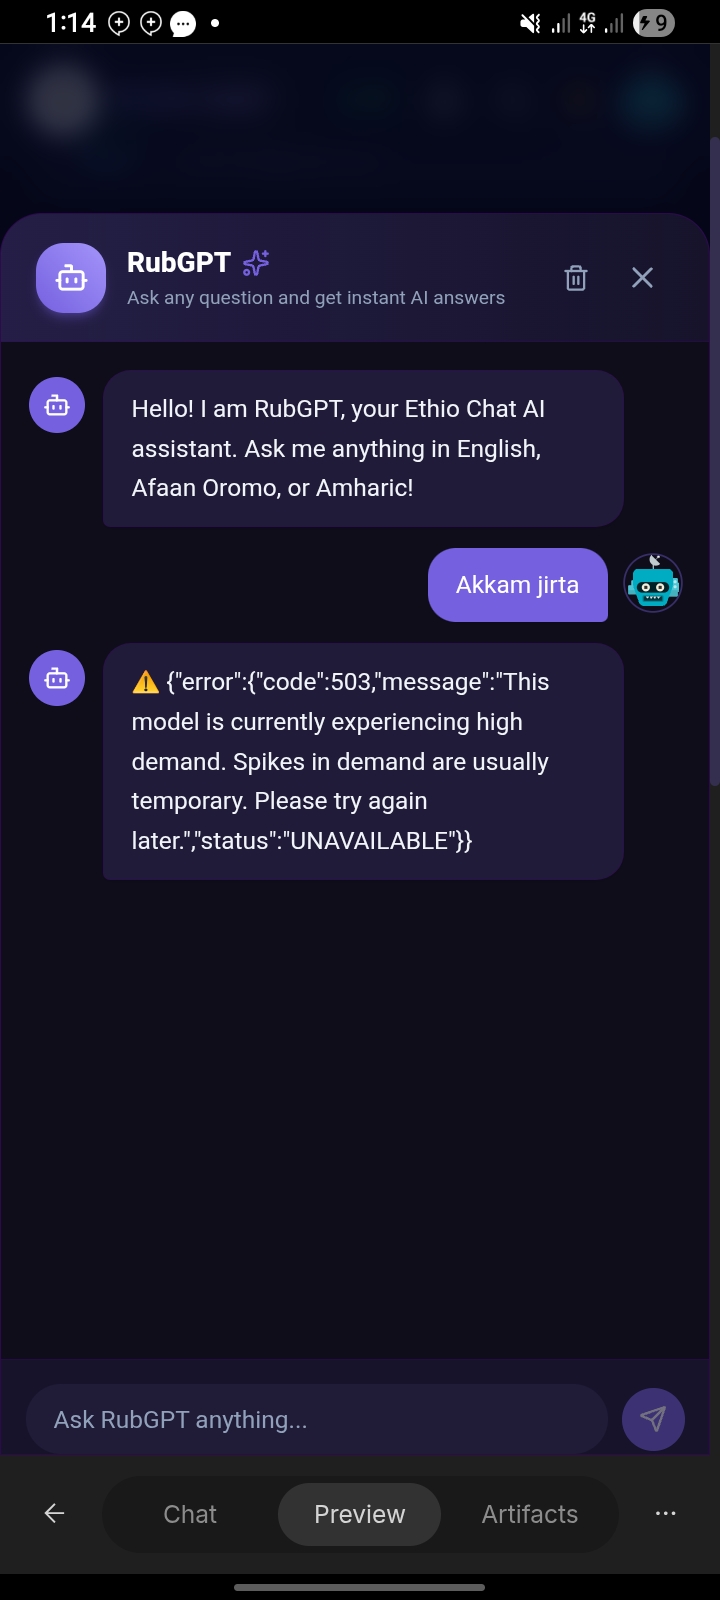 1:14
4G
9
RubGPT
Ask any question and get instant AI answers
Hello! I am RubGPT, your Ethio Chat AI
assistant. Ask me anything in English,
Afaan Oromo, or Amharic!
Akkam jirta
⚠️ {"error":{"code":503,"message":"This
model is currently experiencing high
demand. Spikes in demand are usually
temporary. Please try again
later.","status":"UNAVAILABLE"}}
Ask RubGPT anything...
Chat
Preview
Artifacts